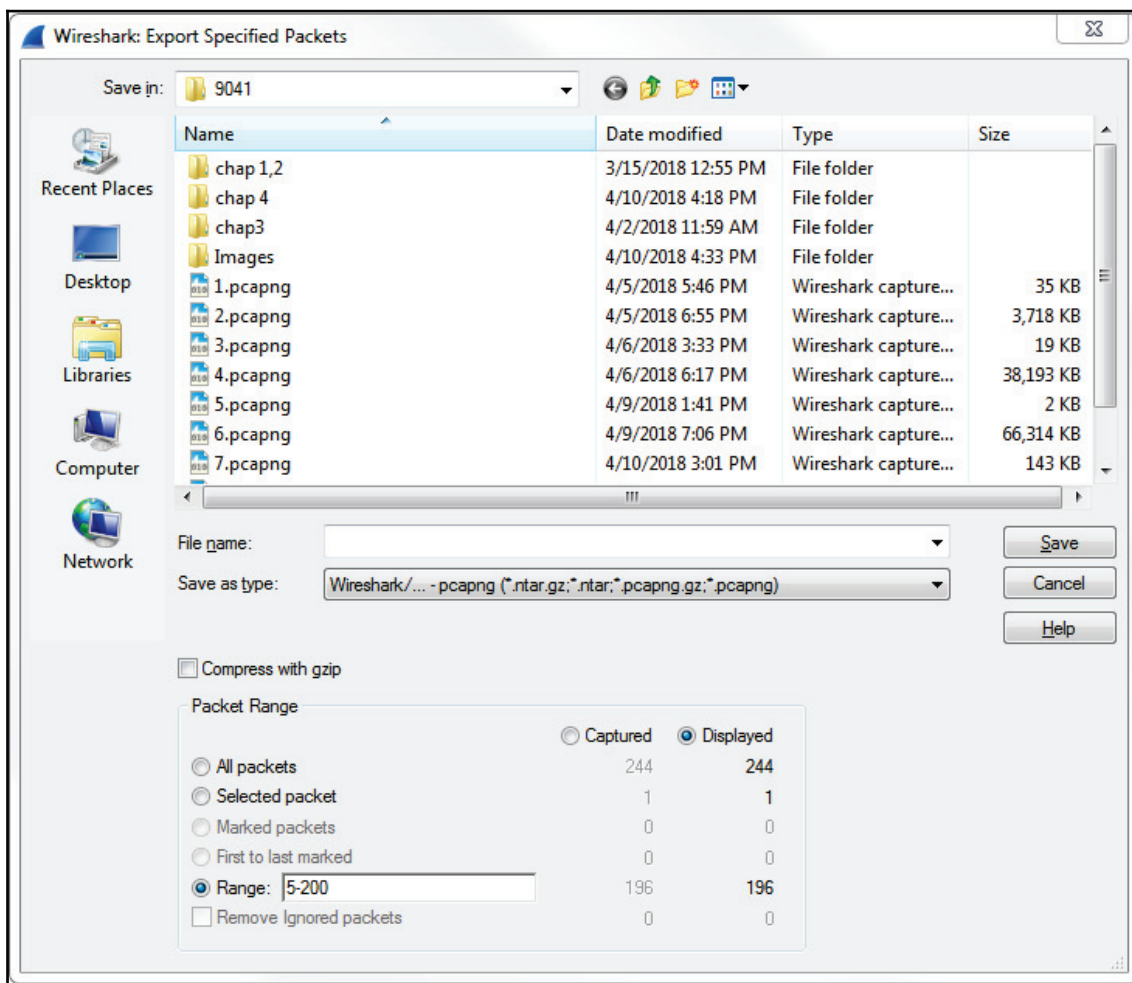 Wireshark: Export Specified Packets
Save in: 9041
Name Date modified Type Size
chap 1,2 3/15/2018 12:55 PM File folder
chap 4 4/10/2018 4:18 PM File folder
chap3 4/2/2018 11:59 AM File folder
Images 4/10/2018 4:33 PM File folder
1.pcapng 4/5/2018 5:46 PM Wireshark capture... 35 KB
2.pcapng 4/5/2018 6:55 PM Wireshark capture... 3,718 KB
3.pcapng 4/6/2018 3:33 PM Wireshark capture... 19 KB
4.pcapng 4/6/2018 6:17 PM Wireshark capture... 38,193 KB
5.pcapng 4/9/2018 1:41 PM Wireshark capture... 2 KB
6.pcapng 4/9/2018 7:06 PM Wireshark capture... 66,314 KB
7.pcapng 4/10/2018 3:01 PM Wireshark capture... 143 KB
Recent Places
Desktop
Libraries
Computer
Network
File name:
Save
Save as type: Wireshark/... - pcapng (*.ntar.gz;*.ntar;*.pcapng.gz;*.pcapng)
Cancel
Help
Compress with gzip
Packet Range
Captured Displayed
All packets 244 244
Selected packet 1 1
Marked packets 0 0
First to last marked 0 0
Range: 5-200 196 196
Remove Ignored packets 0 0